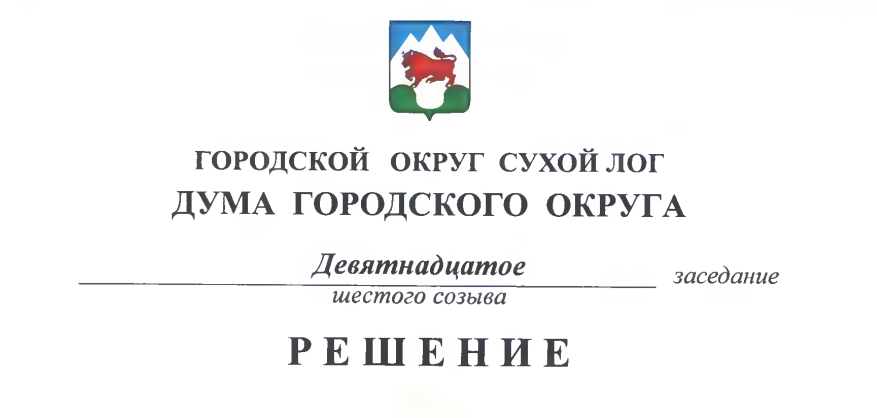 ГОРОДСКОЙ ОКРУГ СУХОЙ ЛОГ
ДУМА ГОРОДСКОГО ОКРУГА
Девятнадцатое заседание
шестого созыва
РЕШЕНИЕ